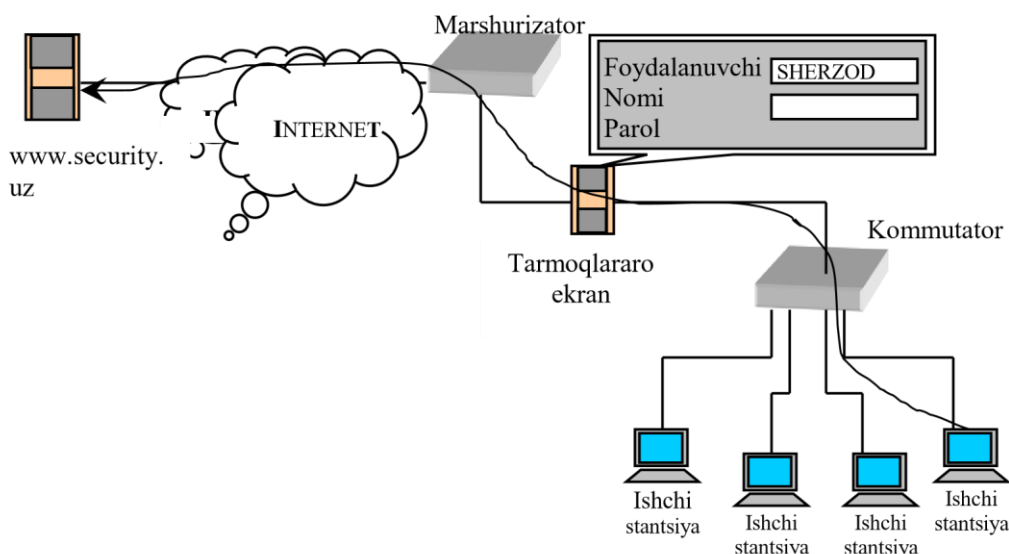 Marshurizator
Foydalanuvchi
Nomi
Parol
SHERZOD
INTERNET
www.security.
uz
Tarmoqlararo
ekran
Kommutator
Ishchi
stantsiya
Ishchi
stantsiya
Ishchi
stantsiya
Ishchi
stantsiya